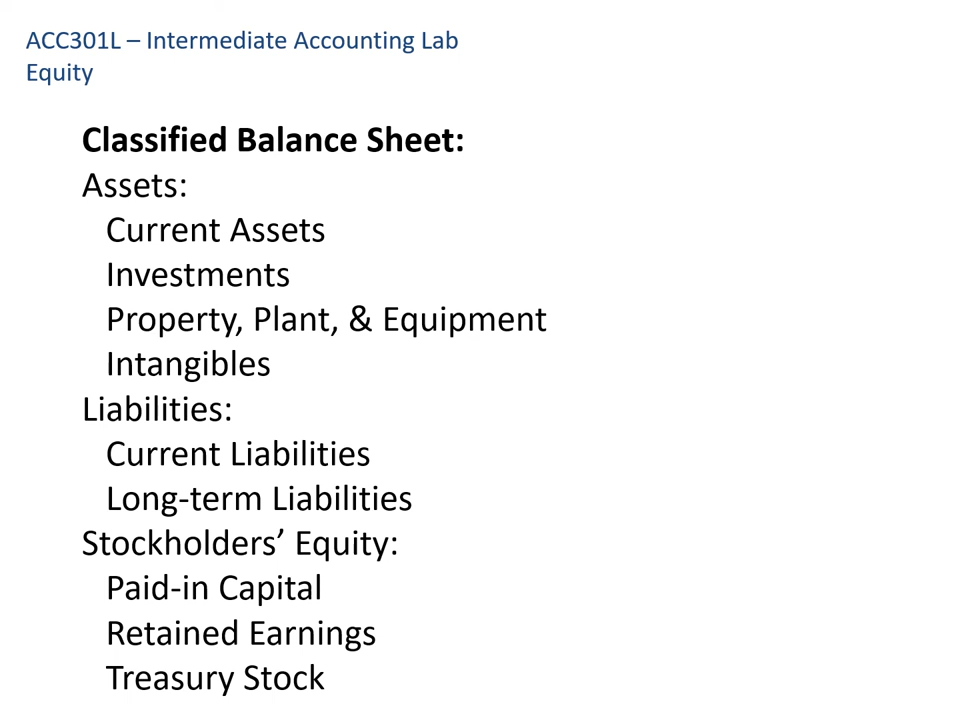 ACC301L – Intermediate Accounting Lab
Equity
Classified Balance Sheet:
Assets:
Current Assets
Investments
Property, Plant, & Equipment
Intangibles
Liabilities:
Current Liabilities
Long-term Liabilities
Stockholders’ Equity:
Paid-in Capital
Retained Earnings
Treasury Stock